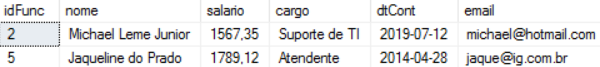 idFunc nome salario cargo dtCont email
2 Michael Leme Junior 1567,35 Suporte de TI 2019-07-12 michael@hotmail.com
5 Jaqueline do Prado 1789,12 Atendente 2014-04-28 jaque@ig.com.br